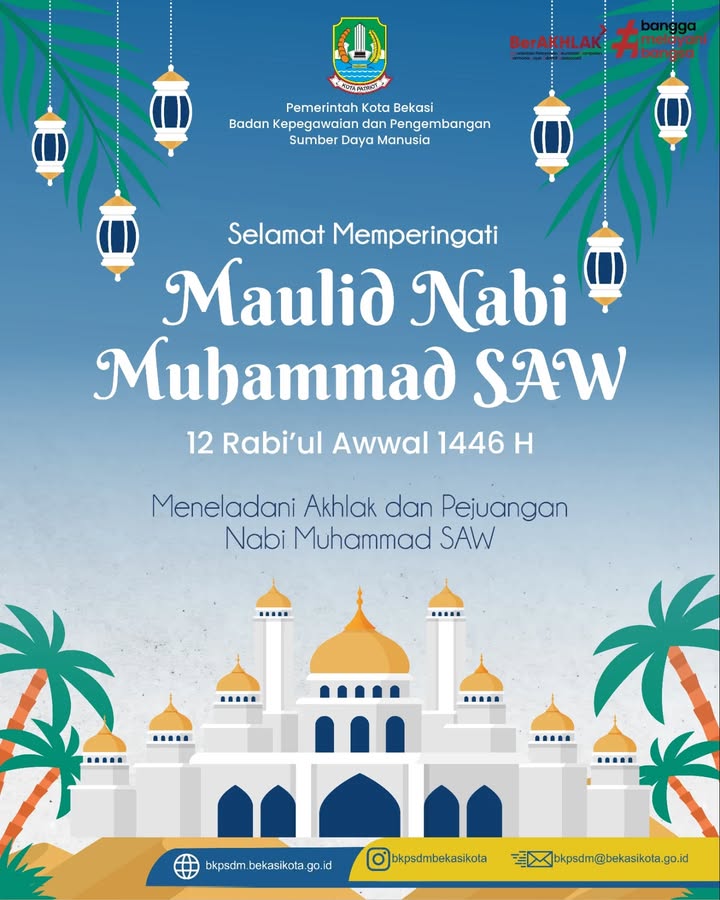 KOTA PATRIOT
BerAKHLAK
#bangga
melayani
bangsa
Pemerintah Kota Bekasi
Badan Kepegawaian dan Pengembangan
Sumber Daya Manusia
Selamat Memperingati
Maulid Nabi
Muhammad SAW
12 Rabi'ul Awwal 1446 H
Meneladani Akhlak dan Pejuangan
Nabi Muhammad SAW
bkpsdm.bekasikota.go.id
bkpsdmbekasikota
bkpsdm@bekasikota.go.id